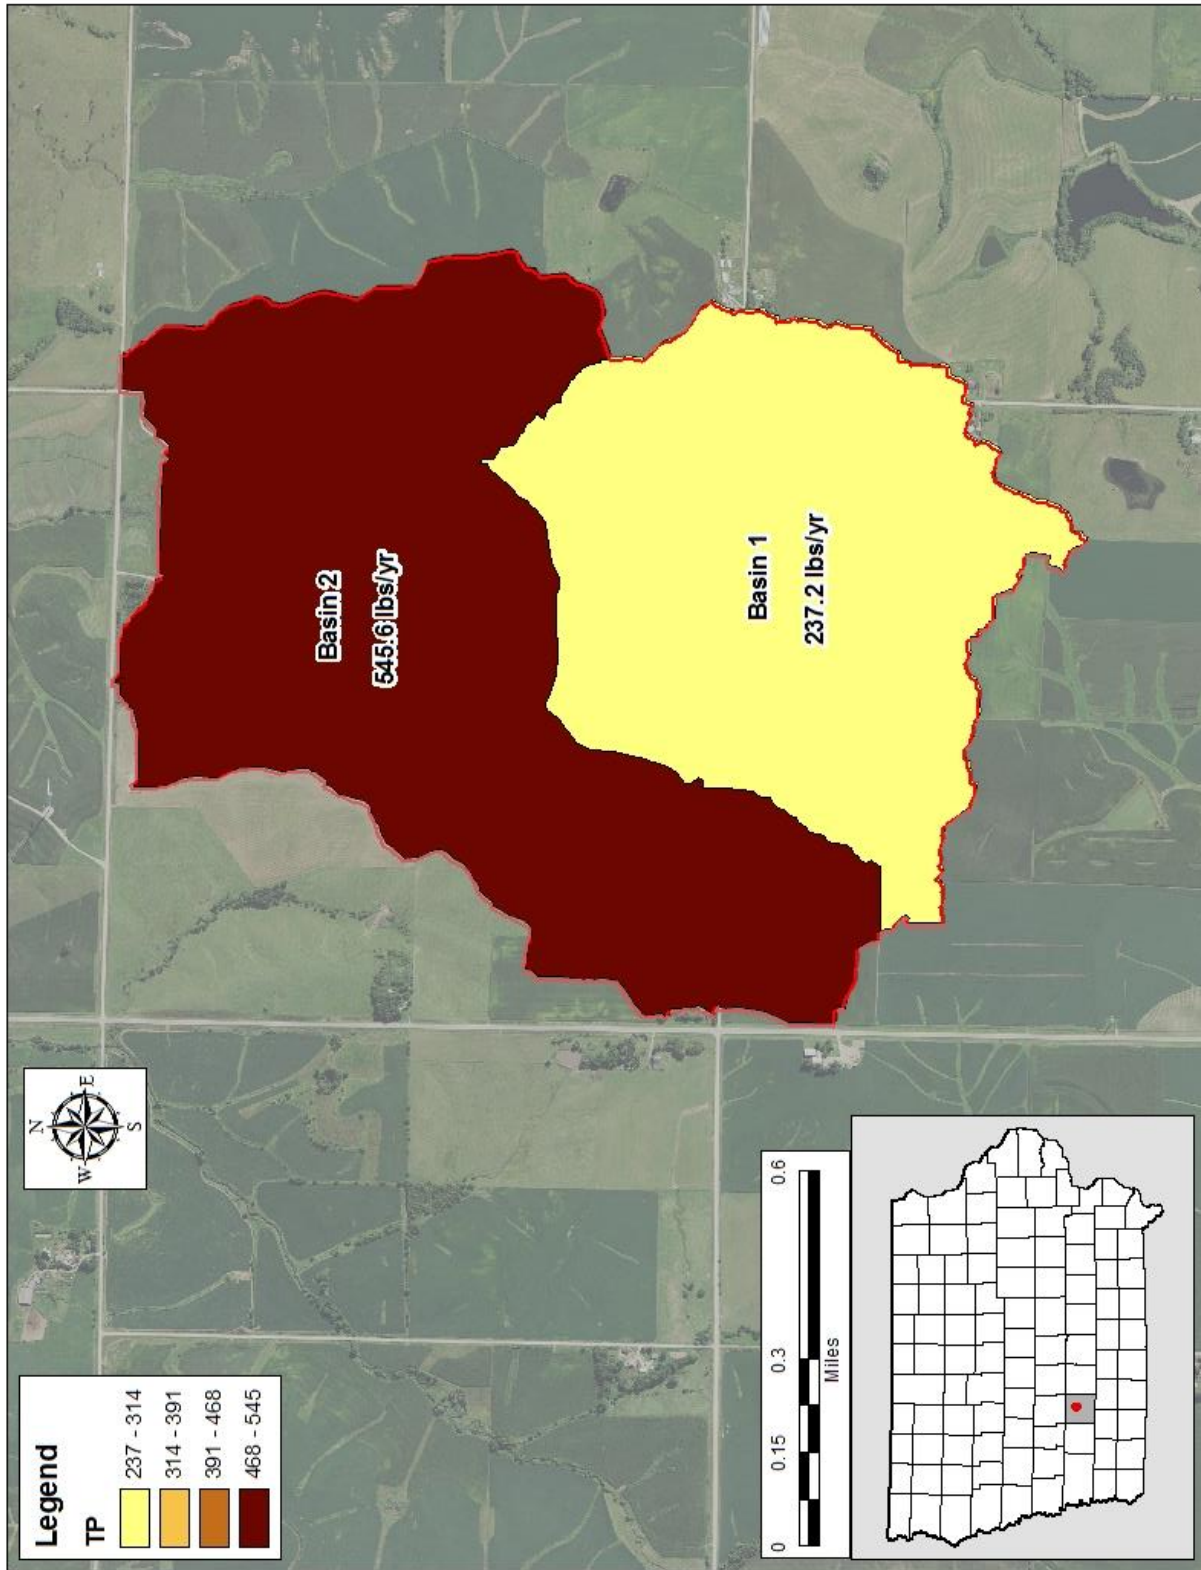 Legend
TP
237 - 314
314 - 391
391 - 468
468 - 545
N
W
E
S
Basin 2
545.6 lbs/yr
Basin 1
237.2 lbs/yr
0
0.15
0.3
0.6
Miles